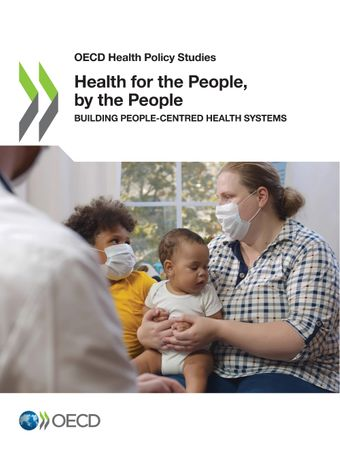 OECD Health Policy Studies
Health for the People,
by the People
BUILDING PEOPLE-CENTRED HEALTH SYSTEMS
OECD